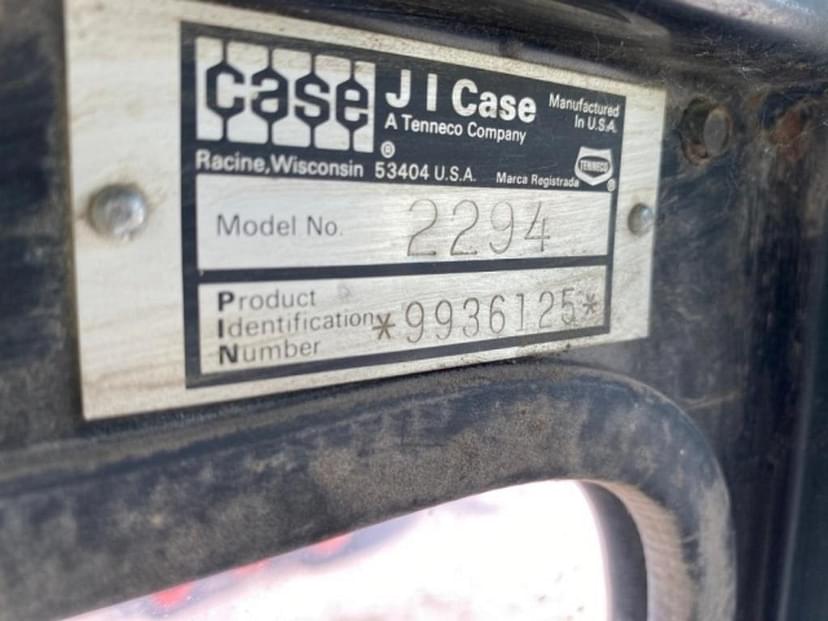 case J I Case Manufactured
In U.S.A.
A Tenneco Company
®
Racine, Wisconsin 53404 U.S.A. Marca Registrada TENNECO ®
Model No. 2294
Product
Identification *9936125*
Number